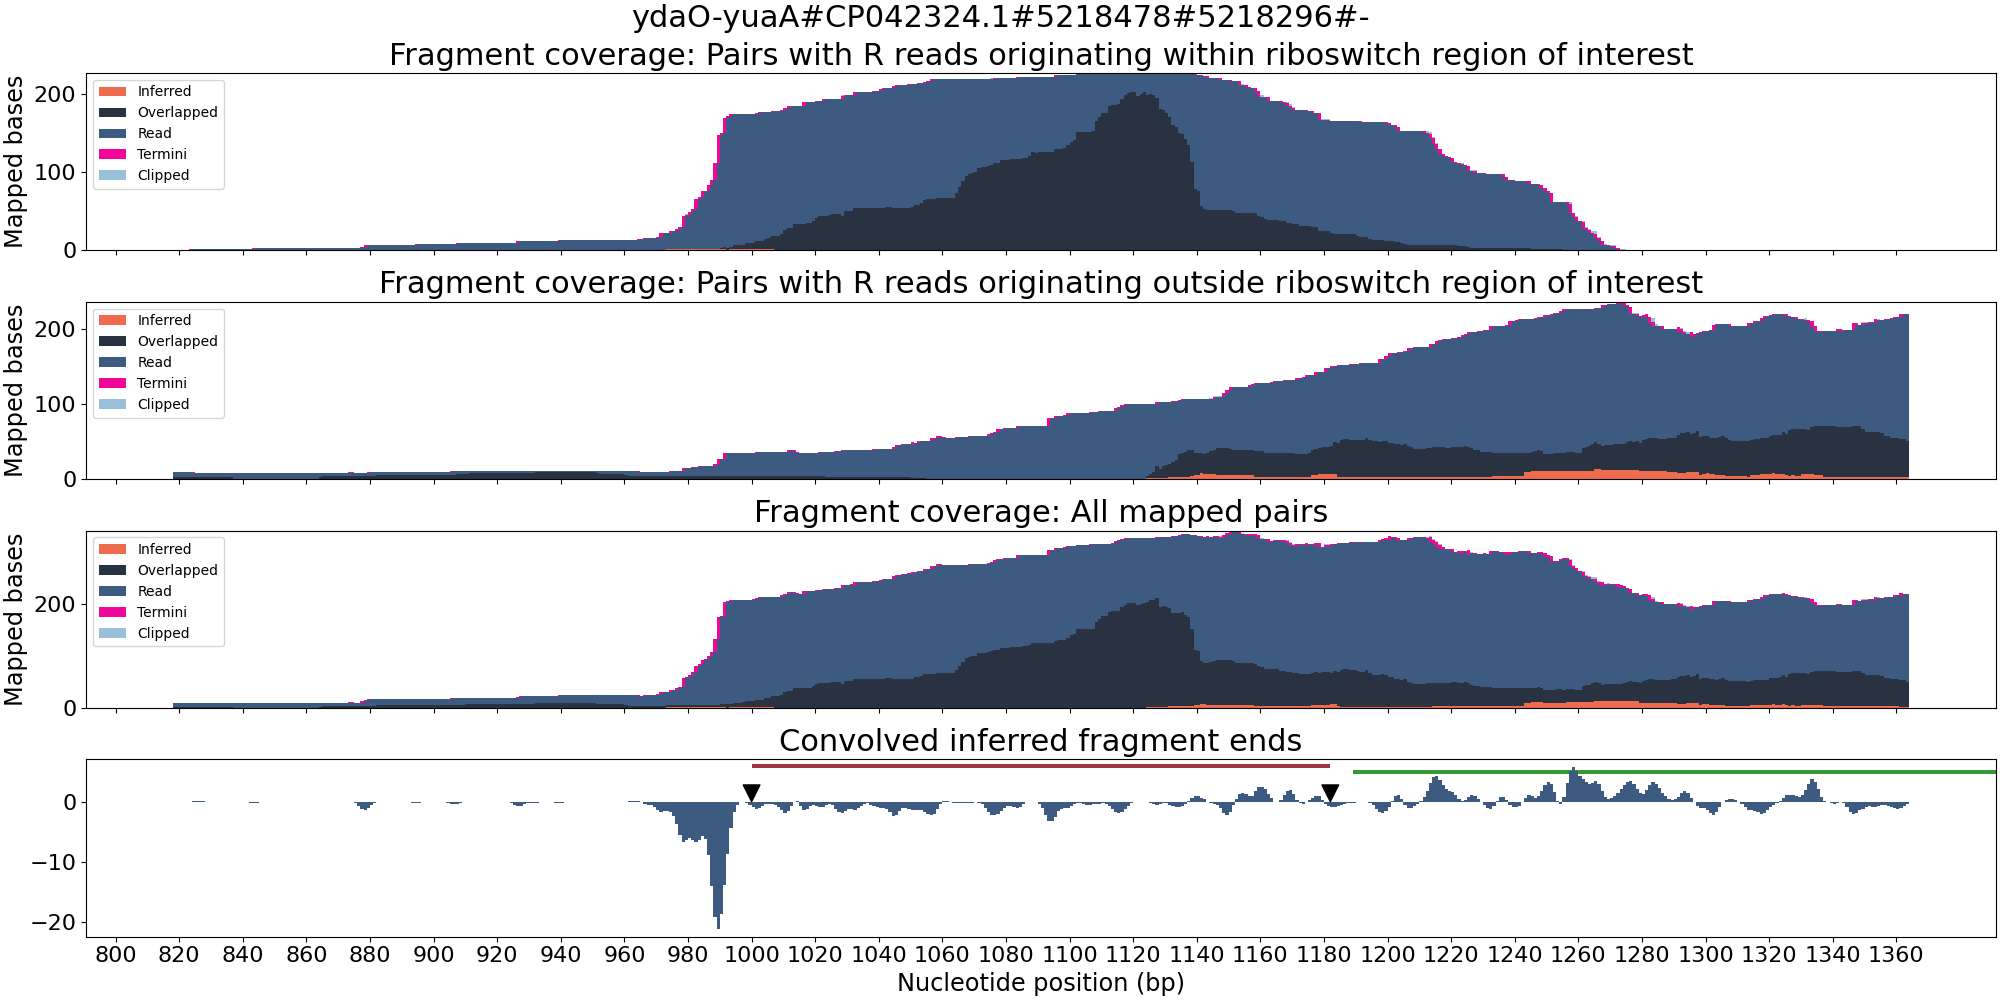 ydaO-yuaA#CP042324.1#5218478#5218296#-
Fragment coverage: Pairs with R reads originating within riboswitch region of interest
Mapped bases
200
100
0
Inferred
Overlapped
Read
Termini
Clipped
Fragment coverage: Pairs with R reads originating outside riboswitch region of interest
Mapped bases
200
100
0
Inferred
Overlapped
Read
Termini
Clipped
Fragment coverage: All mapped pairs
Mapped bases
200
0
Inferred
Overlapped
Read
Termini
Clipped
Convolved inferred fragment ends
0
−10
−20
800 820 840 860 880 900 920 940 960 980 1000 1020 1040 1060 1080 1100 1120 1140 1160 1180 1200 1220 1240 1260 1280 1300 1320 1340 1360
Nucleotide position (bp)